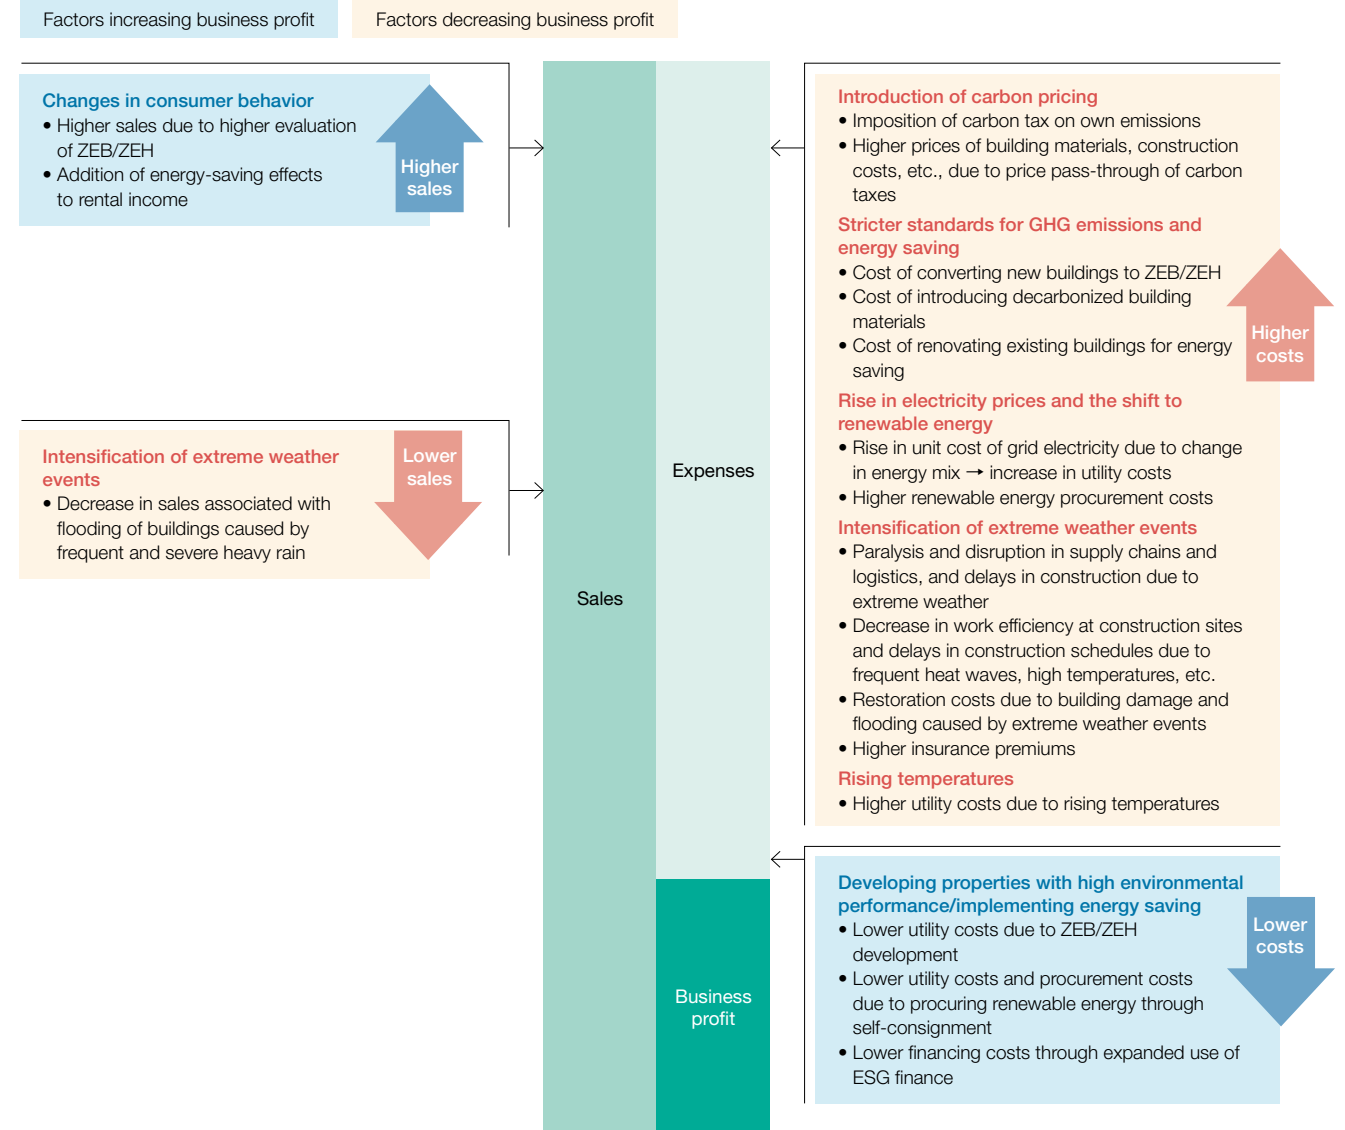 Factors increasing business profit
Factors decreasing business profit
Changes in consumer behavior
• Higher sales due to higher evaluation
of ZEB/ZEH
• Addition of energy-saving effects
to rental income
Higher
sales
Intensification of extreme weather
events
• Decrease in sales associated with
flooding of buildings caused by
frequent and severe heavy rain
Lower
sales
Sales
Expenses
Business
profit
Introduction of carbon pricing
• Imposition of carbon tax on own emissions
• Higher prices of building materials, construction
costs, etc., due to price pass-through of carbon
taxes
Stricter standards for GHG emissions and
energy saving
• Cost of converting new buildings to ZEB/ZEH
• Cost of introducing decarbonized building
materials
• Cost of renovating existing buildings for energy
saving
Rise in electricity prices and the shift to
renewable energy
• Rise in unit cost of grid electricity due to change
in energy mix → increase in utility costs
• Higher renewable energy procurement costs
Intensification of extreme weather events
• Paralysis and disruption in supply chains and
logistics, and delays in construction due to
extreme weather
• Decrease in work efficiency at construction sites
and delays in construction schedules due to
frequent heat waves, high temperatures, etc.
• Restoration costs due to building damage and
flooding caused by extreme weather events
• Higher insurance premiums
Rising temperatures
• Higher utility costs due to rising temperatures
Higher
costs
Developing properties with high environmental
performance/implementing energy saving
• Lower utility costs due to ZEB/ZEH
development
• Lower utility costs and procurement costs
due to procuring renewable energy through
self-consignment
• Lower financing costs through expanded use of
ESG finance
Lower
costs